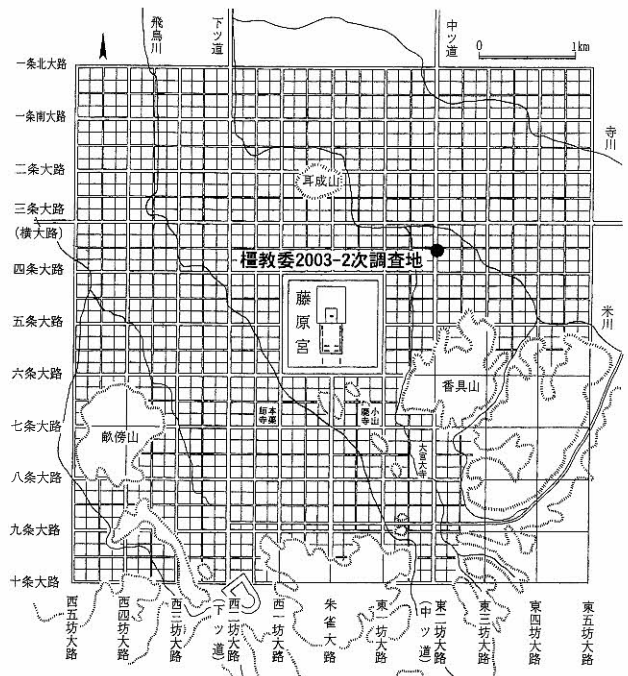 飛鳥川
下ツ道
中ツ道
0 1km
一条北大路
一条南大路
寺川
二条大路
耳成山
三条大路
(横大路)
橿教委2003-2次調査地
四条大路
藤原宮
五条大路
米川
六条大路
香具山
本薬師寺
小山廃寺
七条大路
畝傍山
大官大寺
八条大路
九条大路
十条大路
西五坊大路
西四坊大路
西三坊大路
(下ツ道)
西二坊大路
西一坊大路
朱雀大路
東一坊大路
(中ツ道)
東二坊大路
東三坊大路
東四坊大路
東五坊大路